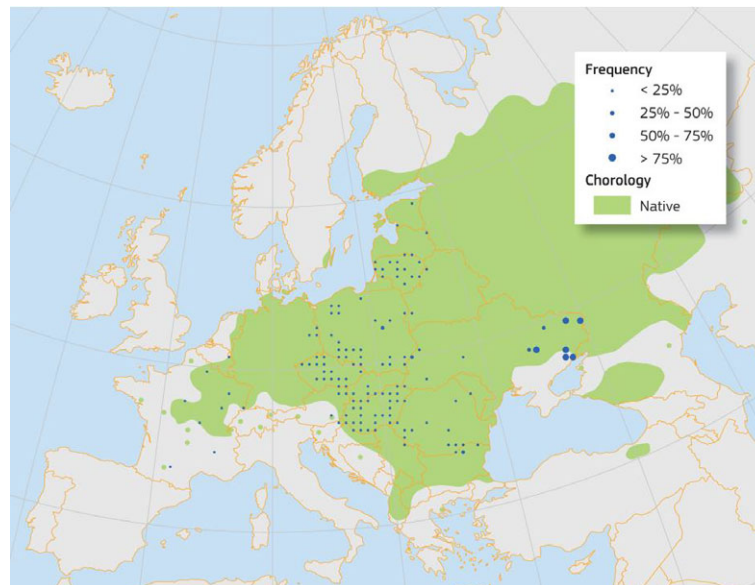 Frequency
< 25%
25% - 50%
50% - 75%
> 75%
Chorology
Native